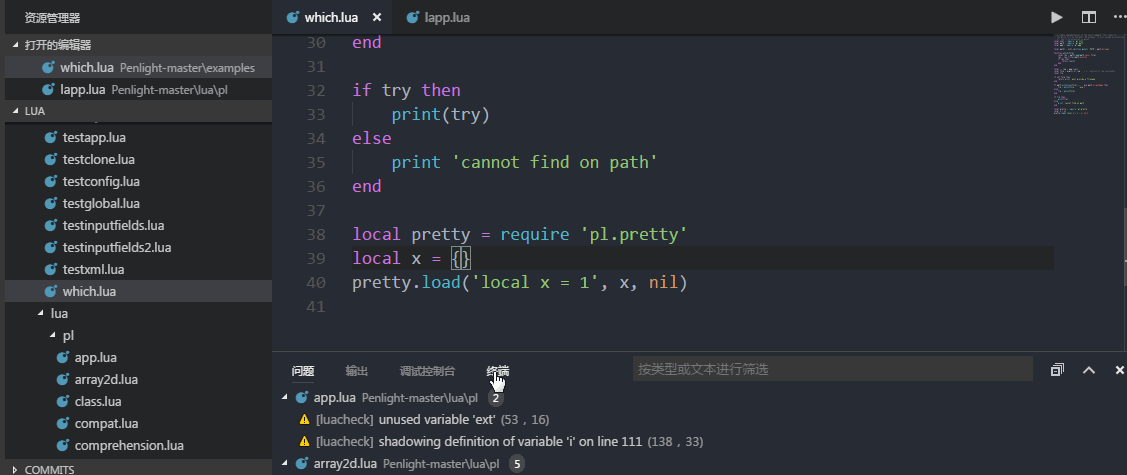 资源管理器
打开的编辑器
which.lua Penlight-master\examples
lapp.lua Penlight-master\lua\pl
LUA
testapp.lua
testclone.lua
testconfig.lua
testglobal.lua
testinputfields.lua
testinputfields2.lua
testxml.lua
which.lua
lua
pl
app.lua
array2d.lua
class.lua
compat.lua
comprehension.lua
COMMITS
which.lua × lapp.lua
30 end
31
32 if try then
33 print(try)
34 else
35 print 'cannot find on path'
36 end
37
38 local pretty = require 'pl.pretty'
39 local x = {}
40 pretty.load('local x = 1', x, nil)
41
问题 输出 调试控制台 终端 按类型或文本进行筛选
app.lua Penlight-master\lua\pl 2
[luacheck] unused variable 'ext' (53，16)
[luacheck] shadowing definition of variable 'i' on line 111 (138，33)
array2d.lua Penlight-master\lua\pl 5